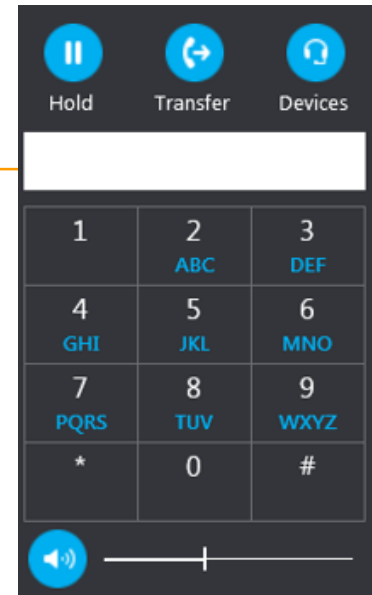 Hold Transfer Devices
1 2 3
ABC DEF
4 5 6
GHI JKL MNO
7 8 9
PQRS TUV WXYZ
* 0 #